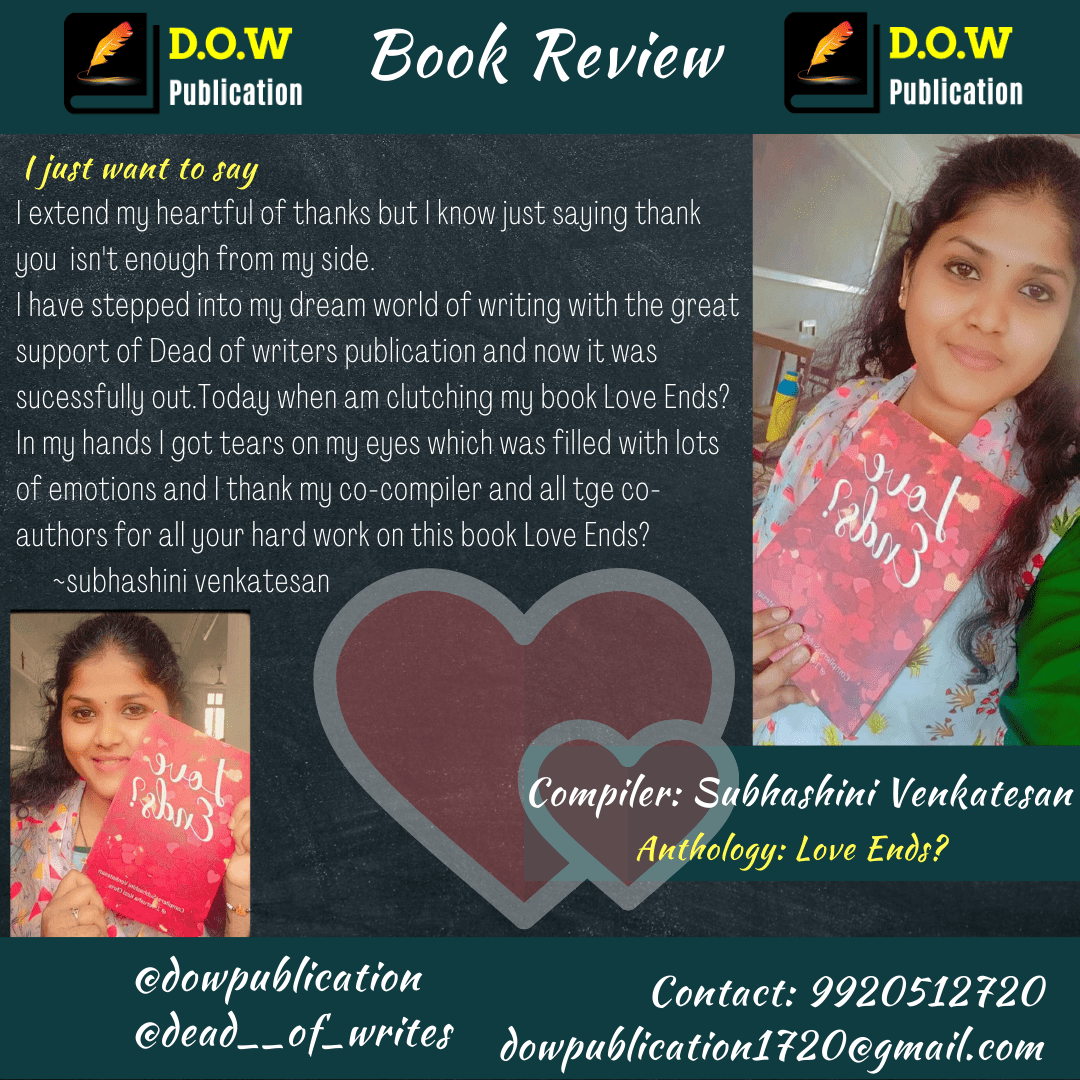 D.O.W
Publication
Book Review
D.O.W
Publication
I just want to say
I extend my heartful of thanks but I know just saying thank
you isn't enough from my side.
I have stepped into my dream world of writing with the great
support of Dead of writers publication and now it was
sucessfully out.Today when am clutching my book Love Ends?
In my hands I got tears on my eyes which was filled with lots
of emotions and I thank my co-compiler and all tge co-
authors for all your hard work on this book Love Ends?
~subhashini venkatesan
Love
Ends?
Love
Ends?
Compiler: Subhashini Venkatesan
Anthology: Love Ends?
@dowpublication
@dead__of_writes
Contact: 9920512720
dowpublication1720@gmail.com